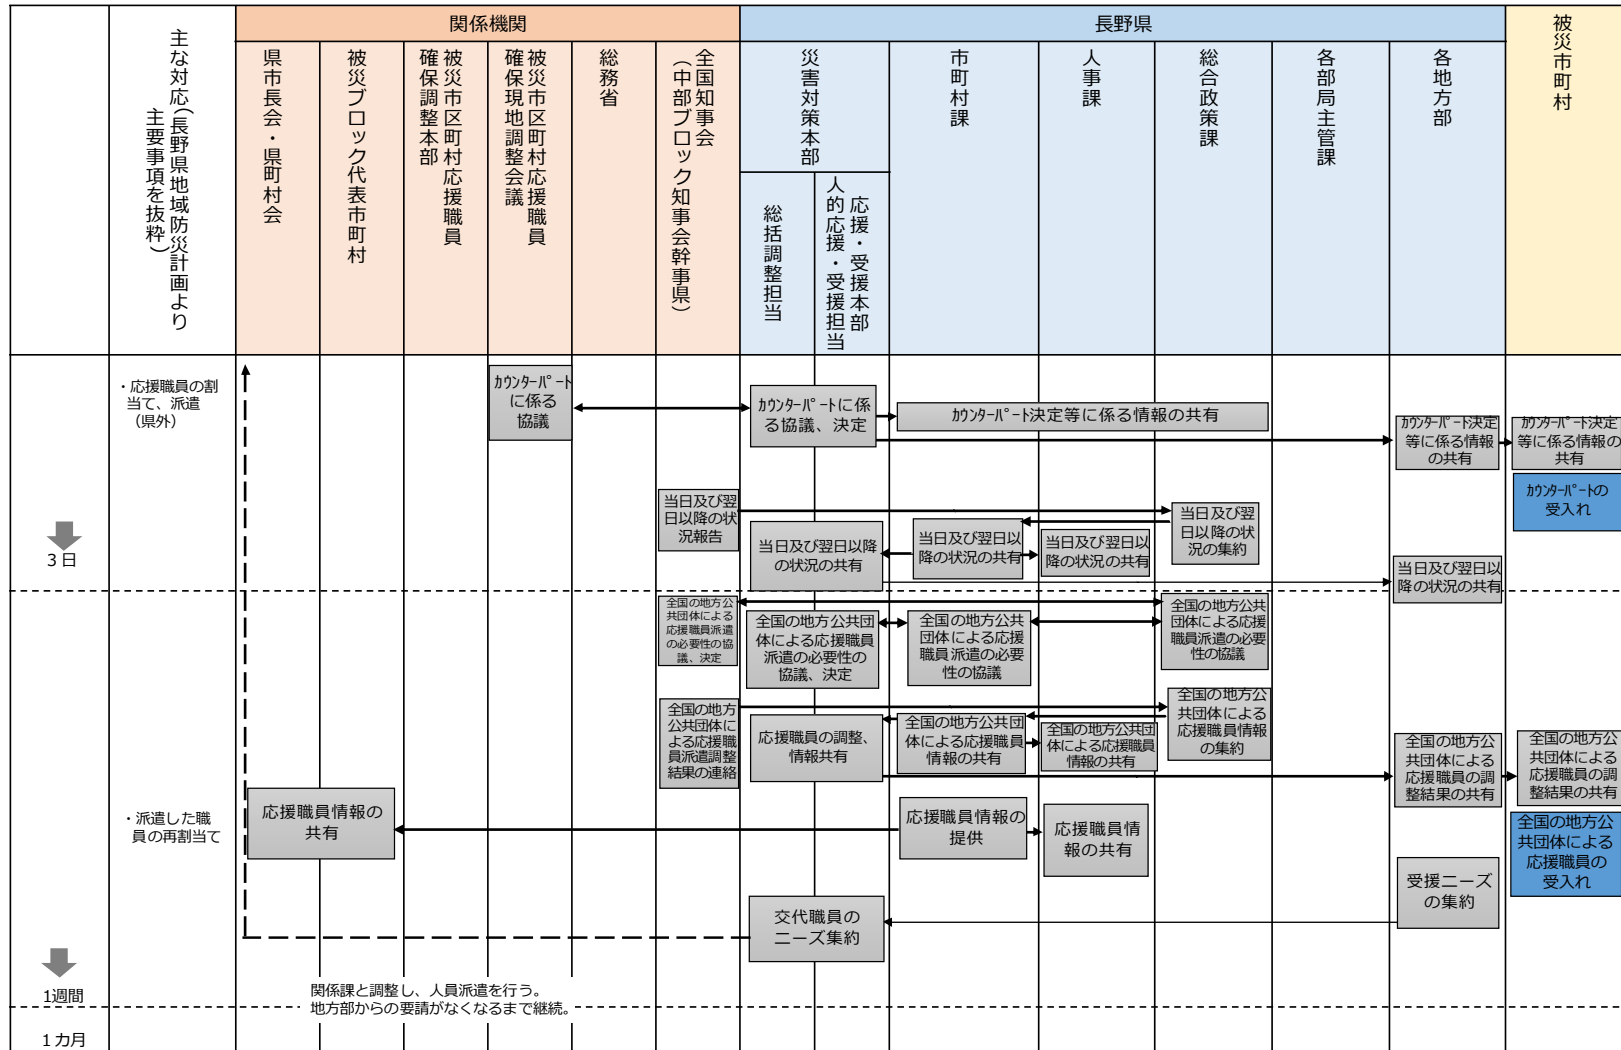 主な対応(長野県地域防災計画より
主要事項を抜粋)
関係機関
県市長会・県町村会
被災ブロック代表市町村
被災市区町村応援職員
確保調整本部
被災市区町村応援職員
確保現地調整会議
総務省
全国知事会
(中部ブロック知事会幹事県)
長野県
災害対策本部
総括調整担当
応援・受援本部
人的応援・受援担当
市町村課
人事課
総合政策課
各部局主管課
各地方部
被災市町村
・応援職員の割
当て、派遣
(県外)
カウンターパート
に係る
協議
カウンターパートに係
る協議、決定
カウンターパート決定等に係る情報の共有
カウンターパート決定
等に係る情報
の共有
カウンターパート決定
等に係る情報の
共有
カウンターパートの
受入れ
当日及び翌
日以降の状
況報告
当日及び翌日以降
の状況の共有
当日及び翌日以
降の状況の共有
当日及び翌日以
降の状況の共有
当日及び翌
日以降の状
況の集約
当日及び翌日以
降の状況の共有
3日
全国の地方公
共団体による
応援職員派遣
の必要性の協
議、決定
全国の地方公共団
体による応援職員
派遣の必要性の
協議、決定
全国の地方公共
団体による応援
職員派遣の必要
性の協議
全国の地方公共
団体による応援
職員派遣の必要
性の協議
全国の地方
公共団体に
よる応援職
員派遣調整
結果の連絡
応援職員の調整、
情報共有
全国の地方公共団
体による応援職員
情報の共有
全国の地方公共団
体による応援職員
情報の共有
全国の地方公
共団体による
応援職員情報
の集約
全国の地方公
共団体による
応援職員の調
整結果の共有
全国の地方公
共団体による
応援職員の調
整結果の共有
全国の地方公
共団体による
応援職員の
受入れ
・派遣した職
員の再割当て
応援職員情報の
共有
応援職員情報の
提供
応援職員情
報の共有
受援ニーズ
の集約
交代職員の
ニーズ集約
1週間
関係課と調整し、人員派遣を行う。
地方部からの要請がなくなるまで継続。
1カ月